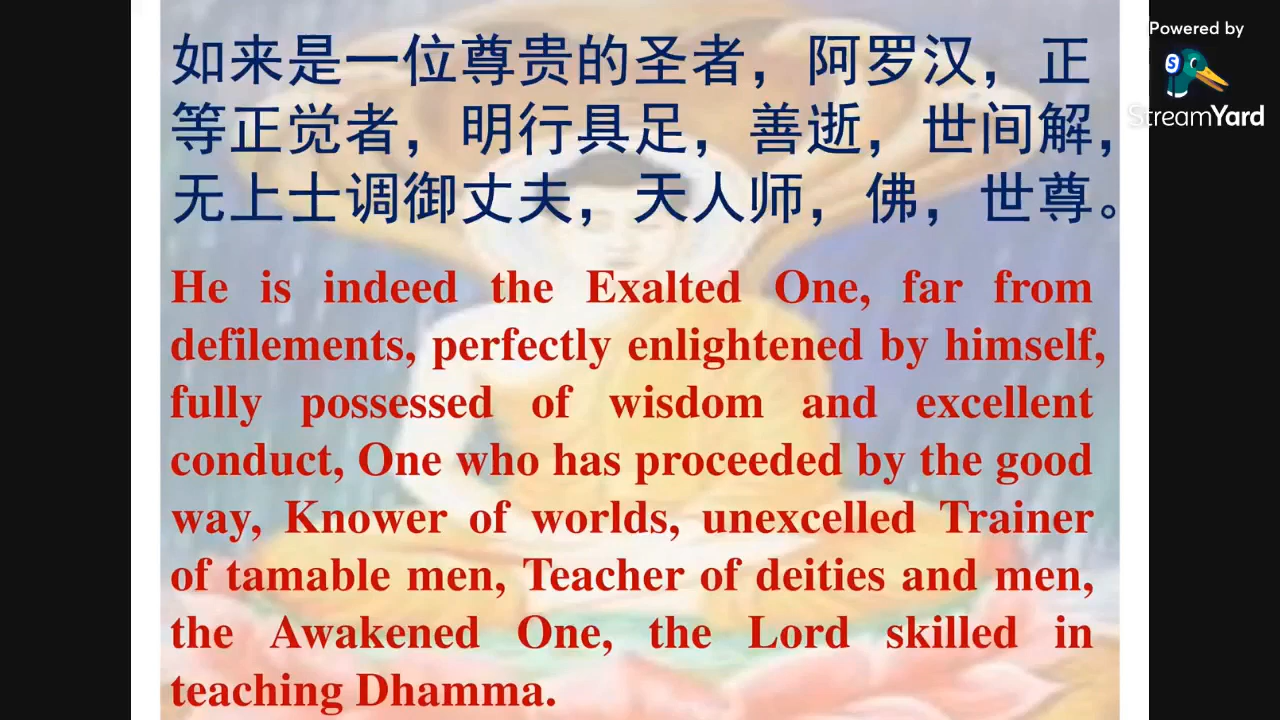 如来是一位尊贵的圣者，阿罗汉，正
等正觉者，明行具足，善逝，世间解，
无上士调御丈夫，天人师，佛，世尊。
He is indeed the Exalted One, far from
defilements, perfectly enlightened by himself,
fully possessed of wisdom and excellent
conduct, One who has proceeded by the good
way, Knower of worlds, unexcelled Trainer
of tamable men, Teacher of deities and men,
the Awakened One, the Lord skilled in
teaching Dhamma.
Powered by
S
StreamYard